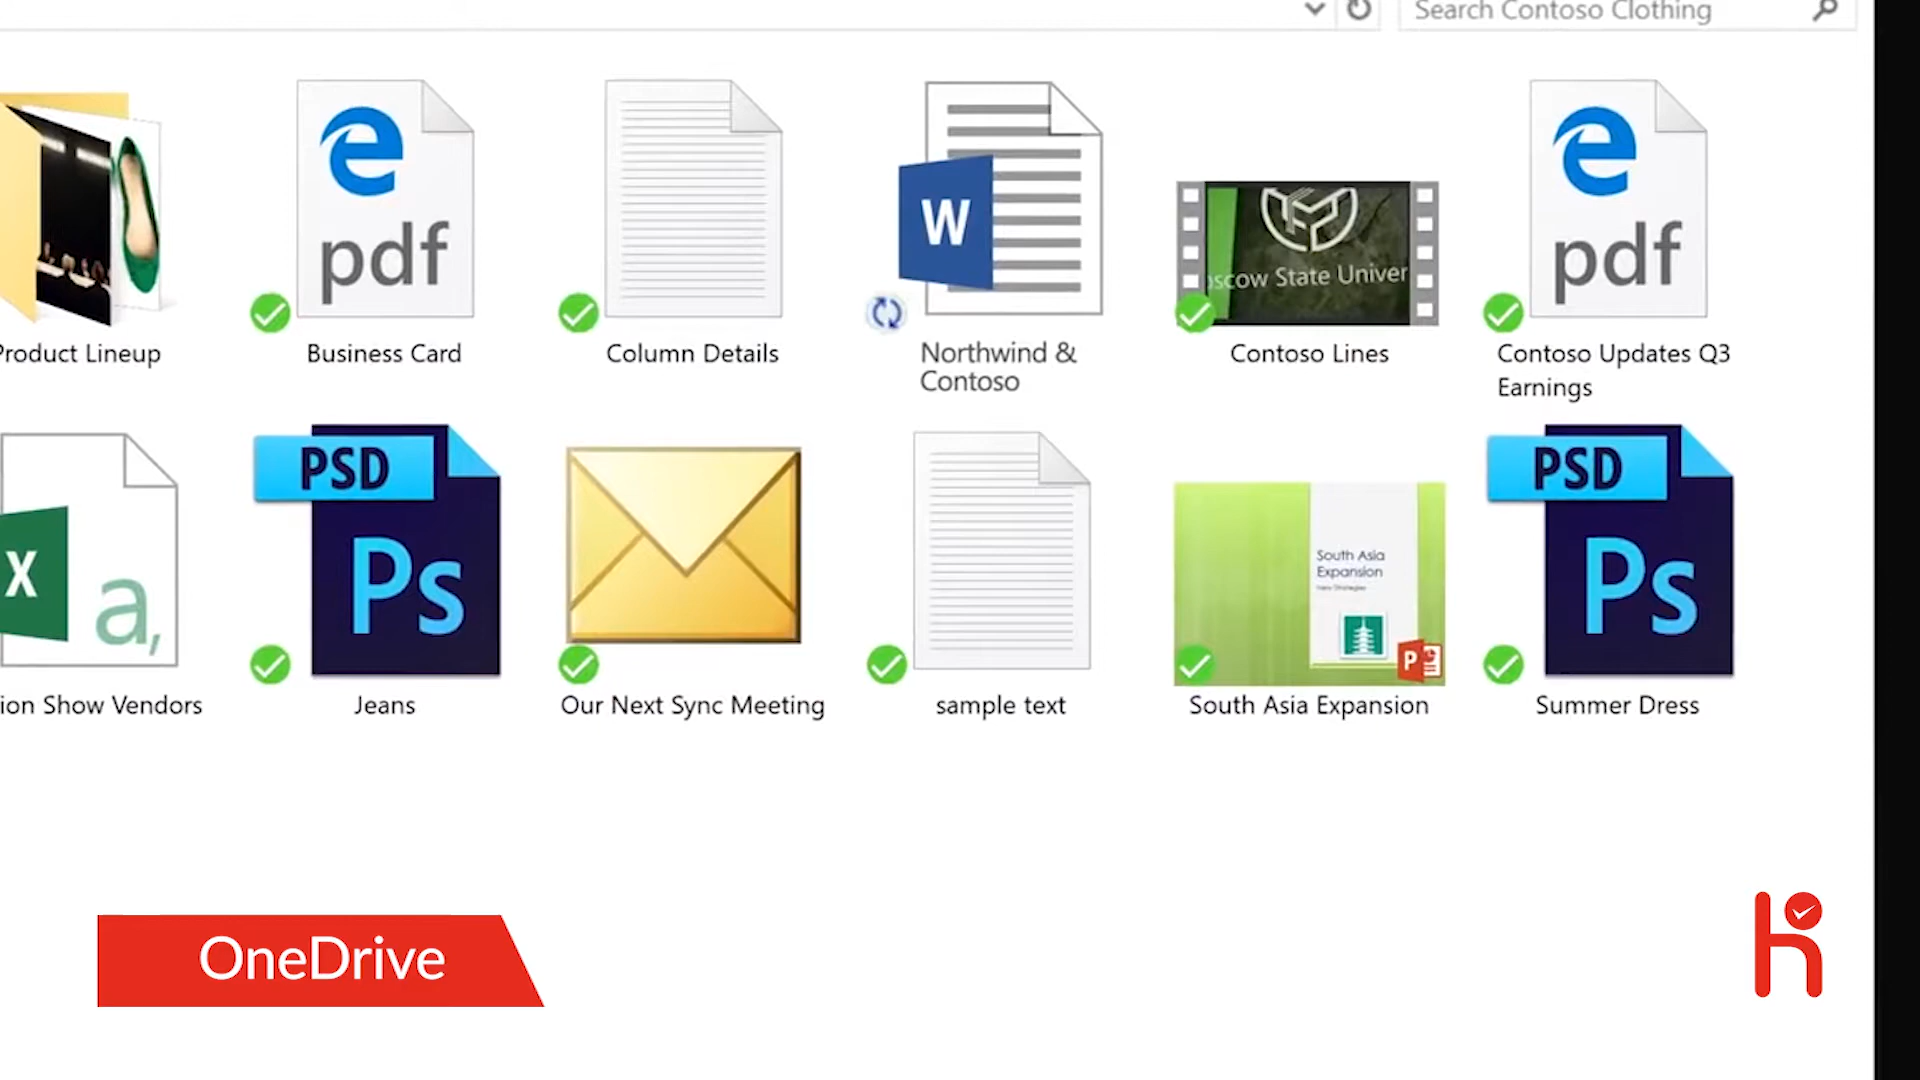 Search Contoso Clothing
e
pdf
W
oscow State Univer
e
pdf
Product Lineup
Business Card
Column Details
Northwind &
Contoso
Contoso Lines
Contoso Updates Q3
Earnings
X
a,
PSD
Ps
South Asia
Expansion
P
PSD
Ps
ion Show Vendors
Jeans
Our Next Sync Meeting
sample text
South Asia Expansion
Summer Dress
OneDrive